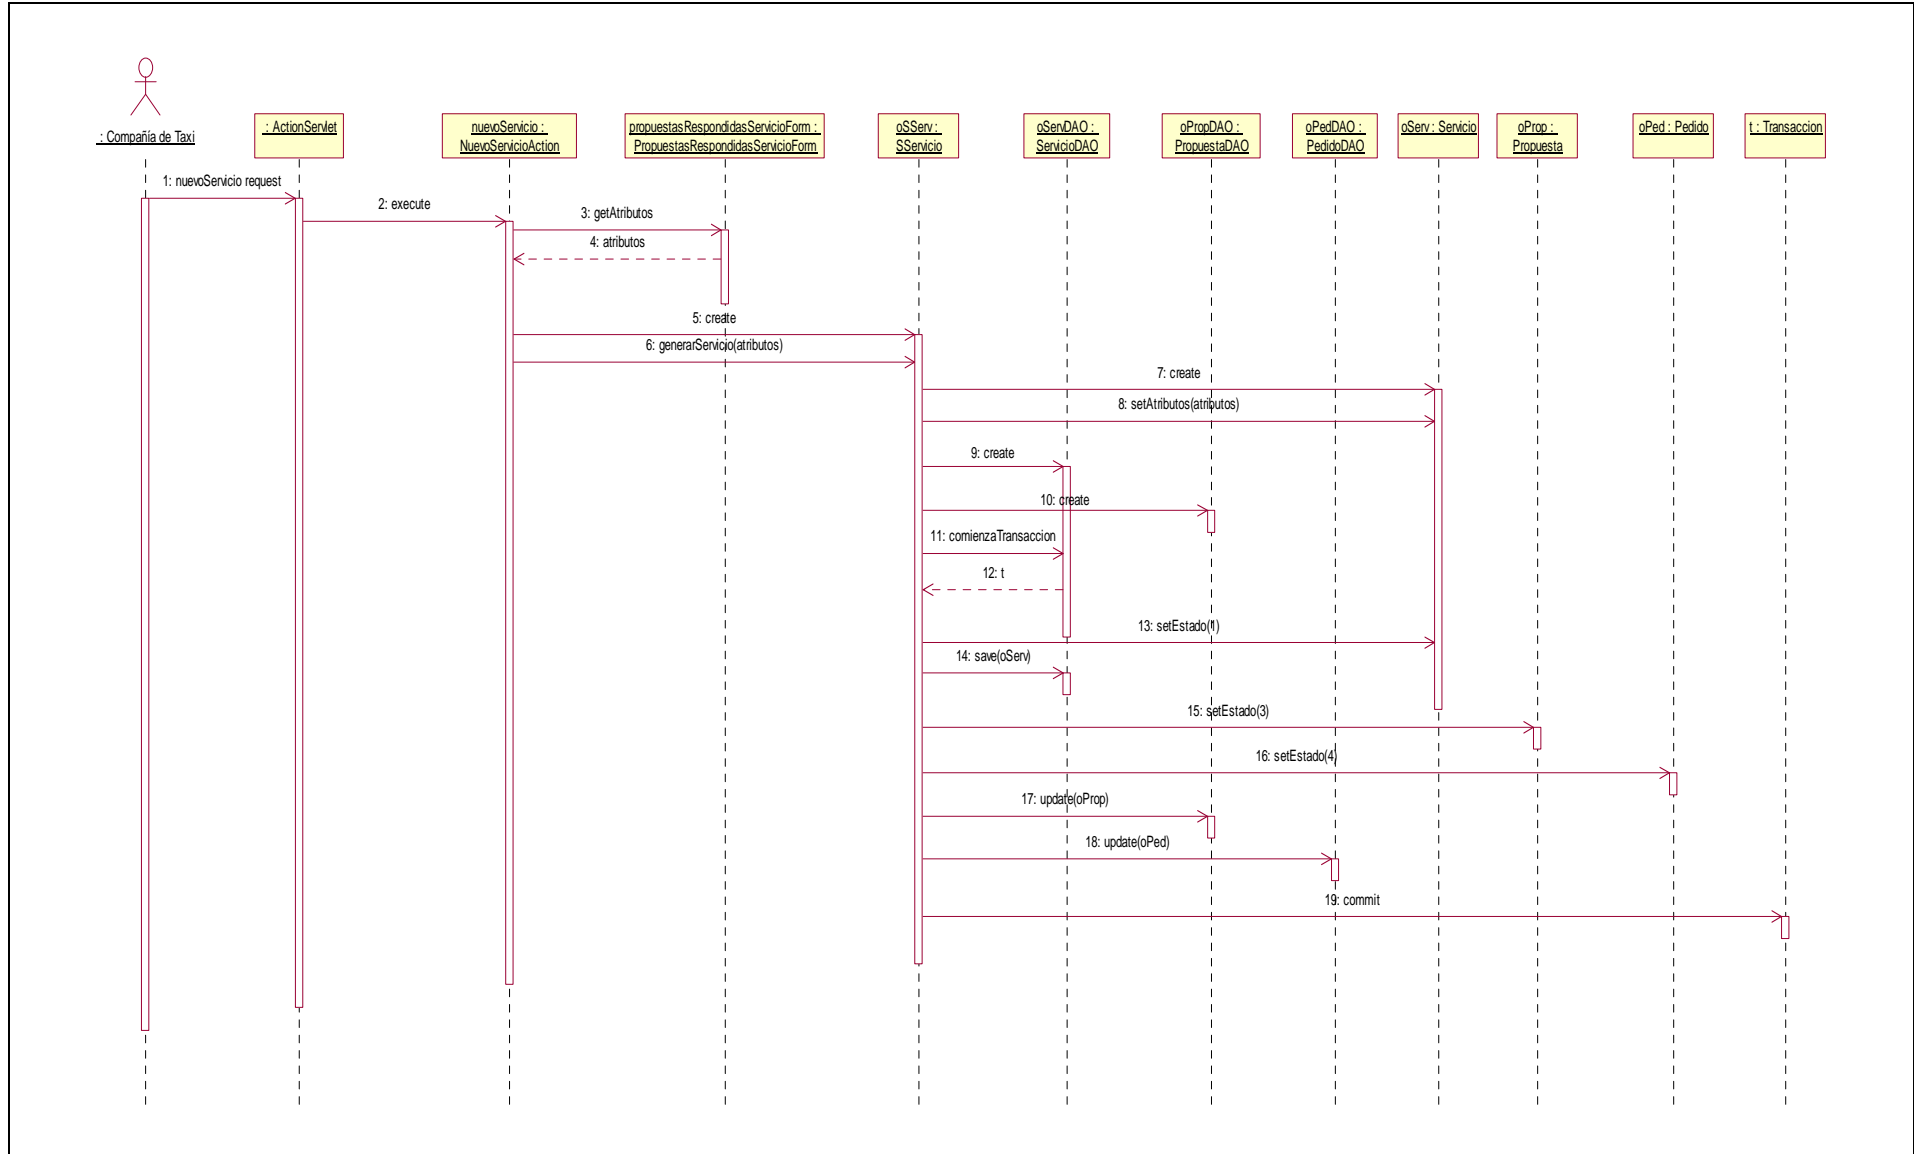 : Compañía de Taxi
: ActionServlet
nuevoServicio :
NuevoServicioAction
propuestasRespondidasServicioForm :
PropuestasRespondidasServicioForm
oSServ :
SServicio
oServDAO :
ServicioDAO
oPropDAO :
PropuestaDAO
oPedDAO :
PedidoDAO
oServ : Servicio
oProp :
Propuesta
oPed : Pedido
t : Transaccion
1: nuevoServicio request
2: execute
3: getAtributos
4: atributos
5: create
6: generarServicio(atributos)
7: create
8: setAtributos(atributos)
9: create
10: create
11: comienzaTransaccion
12: t
13: setEstado(1)
14: save(oServ)
15: setEstado(3)
16: setEstado(4)
17: update(oProp)
18: update(oPed)
19: commit